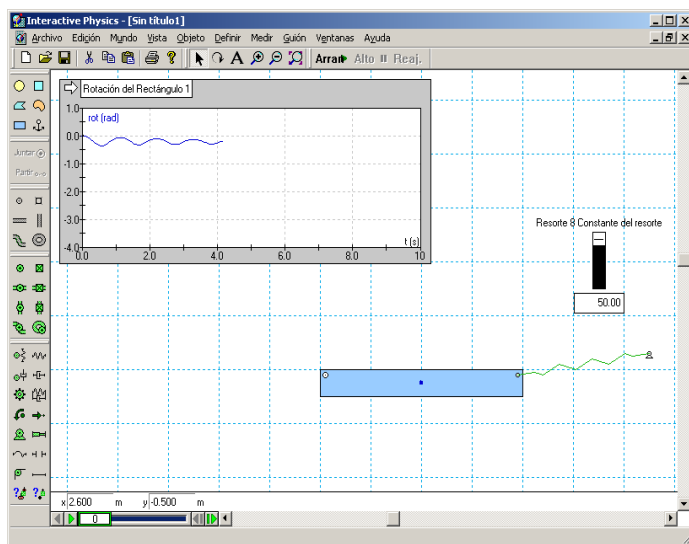 Interactive Physics - [Sin título1]
Archivo Edición Mundo Vista Objeto Definir Medir Guión Ventanas Ayuda
A Arran Alto II Reaj.
Rotación del Rectángulo 1
rot (rad)
1.0
0.0
-1.0
-2.0
-3.0
-4.0
t (s)
0.0 2.0 4.0 6.0 8.0 10
Juntar
Partir
Resorte 8 Constante del resorte
50.00
x 2.600 m y -0.500 m
0